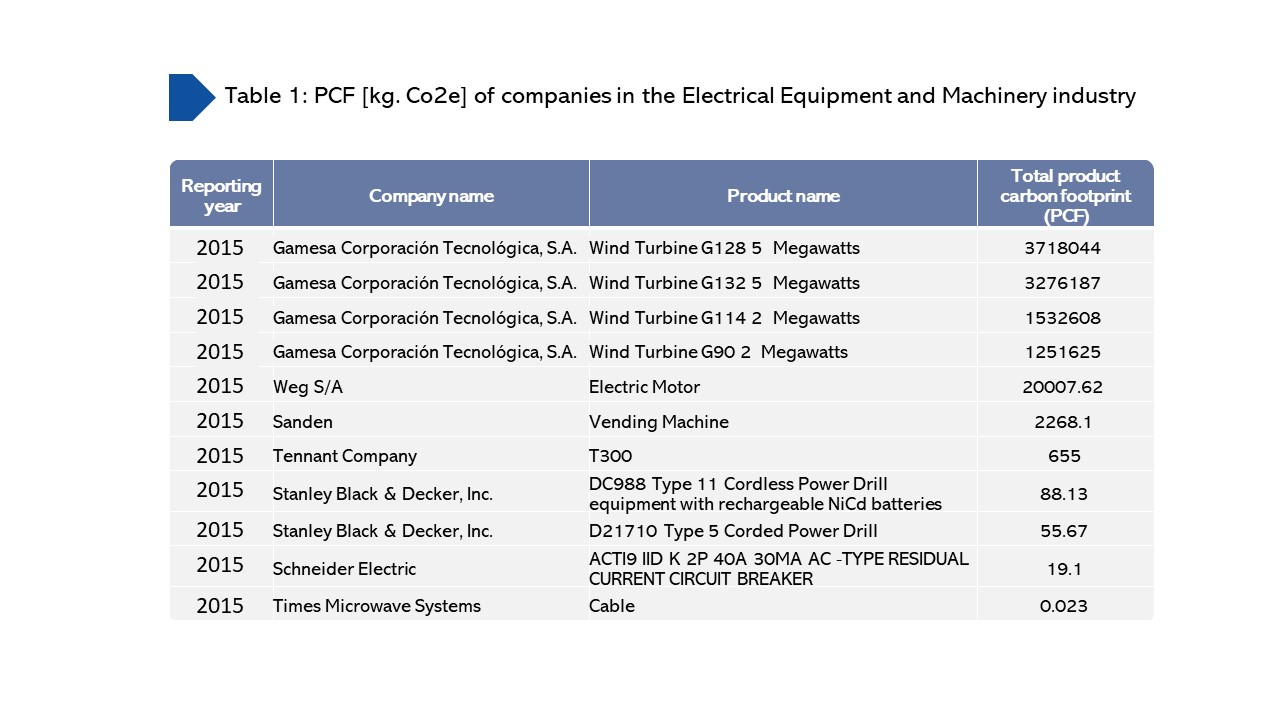 Table 1: PCF [kg. Co2e] of companies in the Electrical Equipment and Machinery industry
Reporting year Company name Product name Total product carbon footprint (PCF)
2015 Gamesa Corporación Tecnológica, S.A. Wind Turbine G128 5 Megawatts 3718044
2015 Gamesa Corporación Tecnológica, S.A. Wind Turbine G132 5 Megawatts 3276187
2015 Gamesa Corporación Tecnológica, S.A. Wind Turbine G114 2 Megawatts 1532608
2015 Gamesa Corporación Tecnológica, S.A. Wind Turbine G90 2 Megawatts 1251625
2015 Weg S/A Electric Motor 20007.62
2015 Sanden Vending Machine 2268.1
2015 Tennant Company T300 655
2015 Stanley Black & Decker, Inc. DC988 Type 11 Cordless Power Drill equipment with rechargeable NiCd batteries 88.13
2015 Stanley Black & Decker, Inc. D21710 Type 5 Corded Power Drill 55.67
2015 Schneider Electric ACTI9 IID K 2P 40A 30MA AC -TYPE RESIDUAL CURRENT CIRCUIT BREAKER 19.1
2015 Times Microwave Systems Cable 0.023